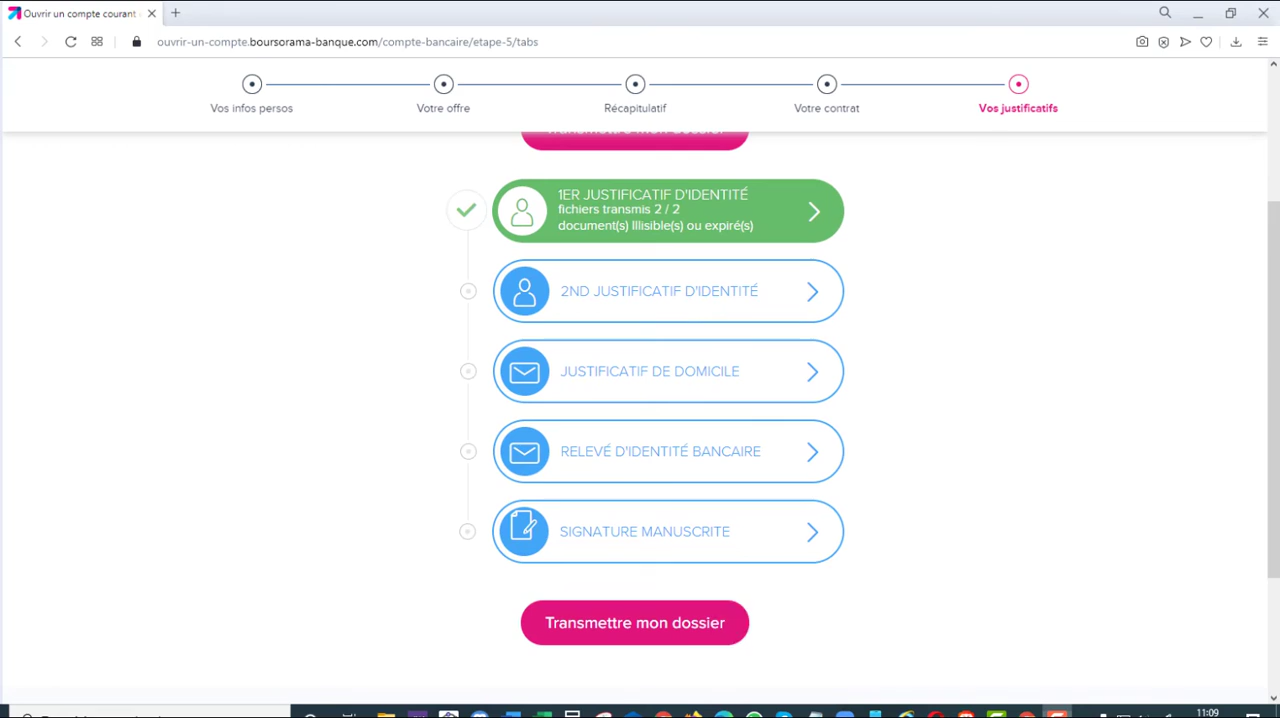 Ouvrir un compte courant
ouvrir-un-compte.boursorama-banque.com/compte-bancaire/etape-5/tabs
Vos infos persos
Votre offre
Récapitulatif
Votre contrat
Vos justificatifs
1ER JUSTIFICATIF D'IDENTITÉ
fichiers transmis 2 / 2
document(s) Illisible(s) ou expiré(s)
2ND JUSTIFICATIF D'IDENTITÉ
JUSTIFICATIF DE DOMICILE
RELEVÉ D'IDENTITÉ BANCAIRE
SIGNATURE MANUSCRITE
Transmettre mon dossier
11:09